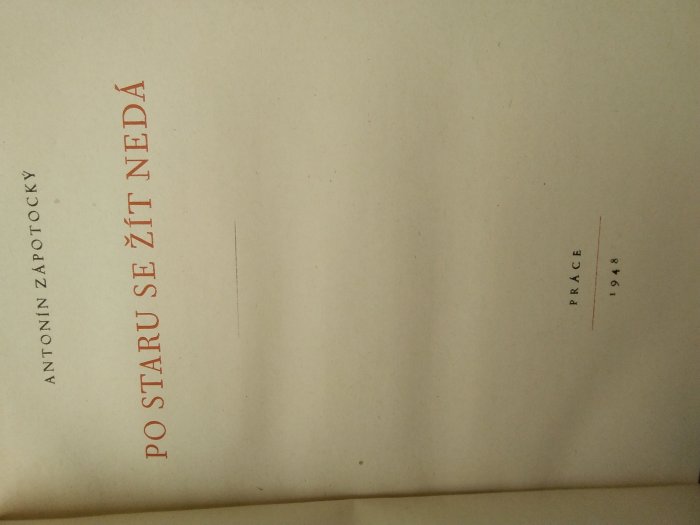 ANTONÍN ZÁPOTOCKÝ
PO STARU SE ŽÍT NEDÁ
PRÁCE
1948